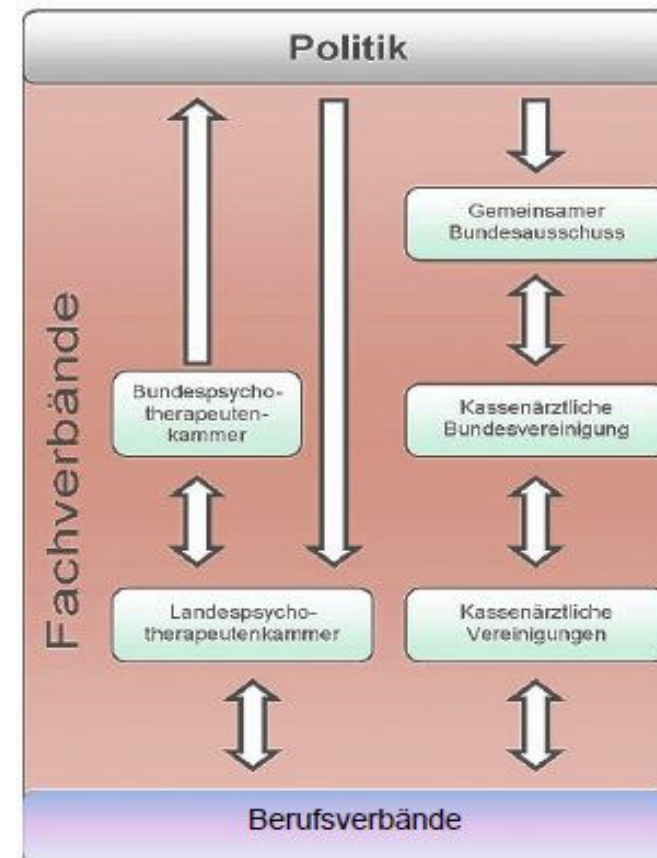 Politik
Fachverbände
Gemeinsamer
Bundesausschuss
Bundespsycho-
therapeuten-
kammer
Kassenärztliche
Bundesvereinigung
Landespsycho-
therapeutenkammer
Kassenärztliche
Vereinigungen
Berufsverbände